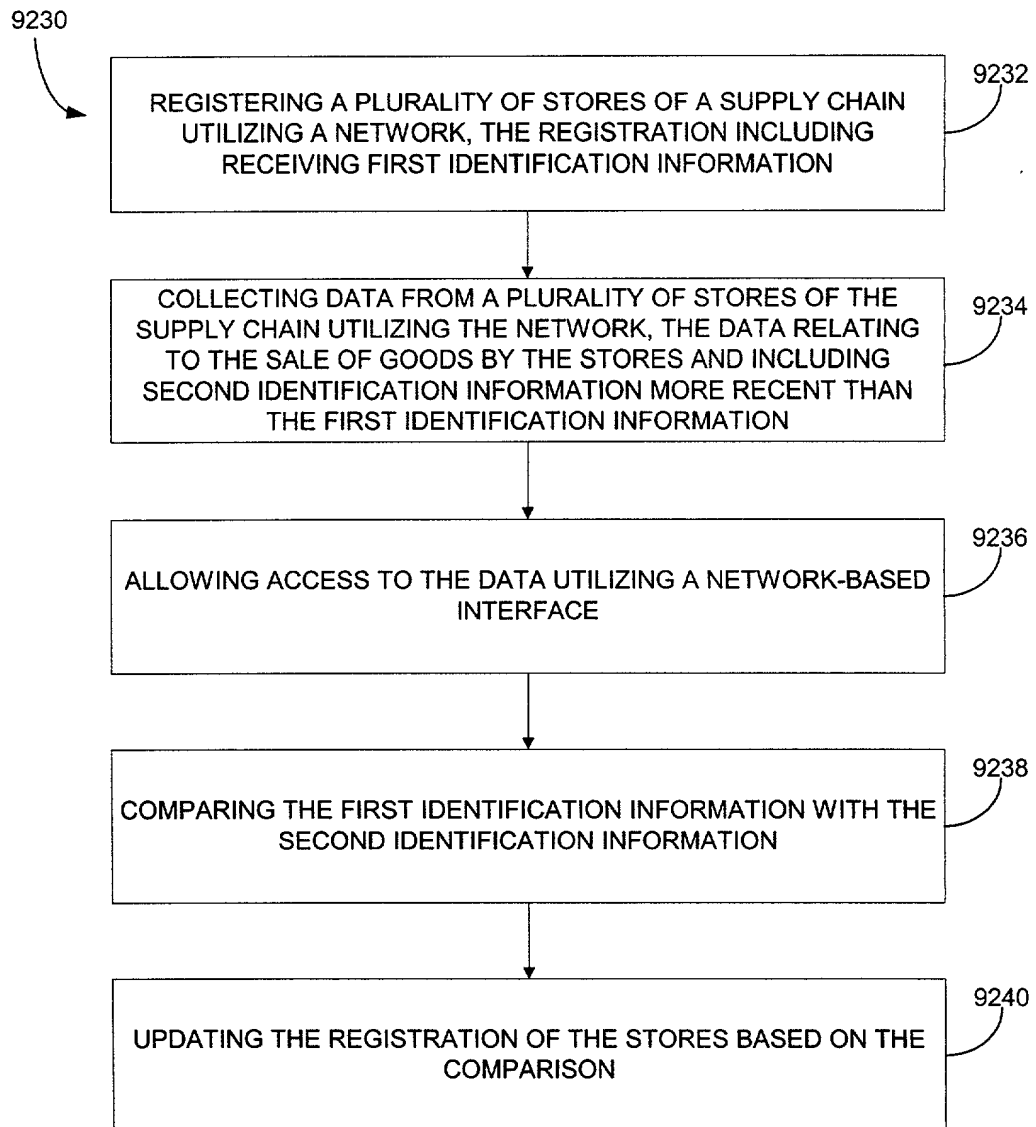 9230
9232
REGISTERING A PLURALITY OF STORES OF A SUPPLY CHAIN
UTILIZING A NETWORK, THE REGISTRATION INCLUDING
RECEIVING FIRST IDENTIFICATION INFORMATION
9234
COLLECTING DATA FROM A PLURALITY OF STORES OF THE
SUPPLY CHAIN UTILIZING THE NETWORK, THE DATA RELATING
TO THE SALE OF GOODS BY THE STORES AND INCLUDING
SECOND IDENTIFICATION INFORMATION MORE RECENT THAN
THE FIRST IDENTIFICATION INFORMATION
9236
ALLOWING ACCESS TO THE DATA UTILIZING A NETWORK-BASED
INTERFACE
9238
COMPARING THE FIRST IDENTIFICATION INFORMATION WITH THE
SECOND IDENTIFICATION INFORMATION
9240
UPDATING THE REGISTRATION OF THE STORES BASED ON THE
COMPARISON